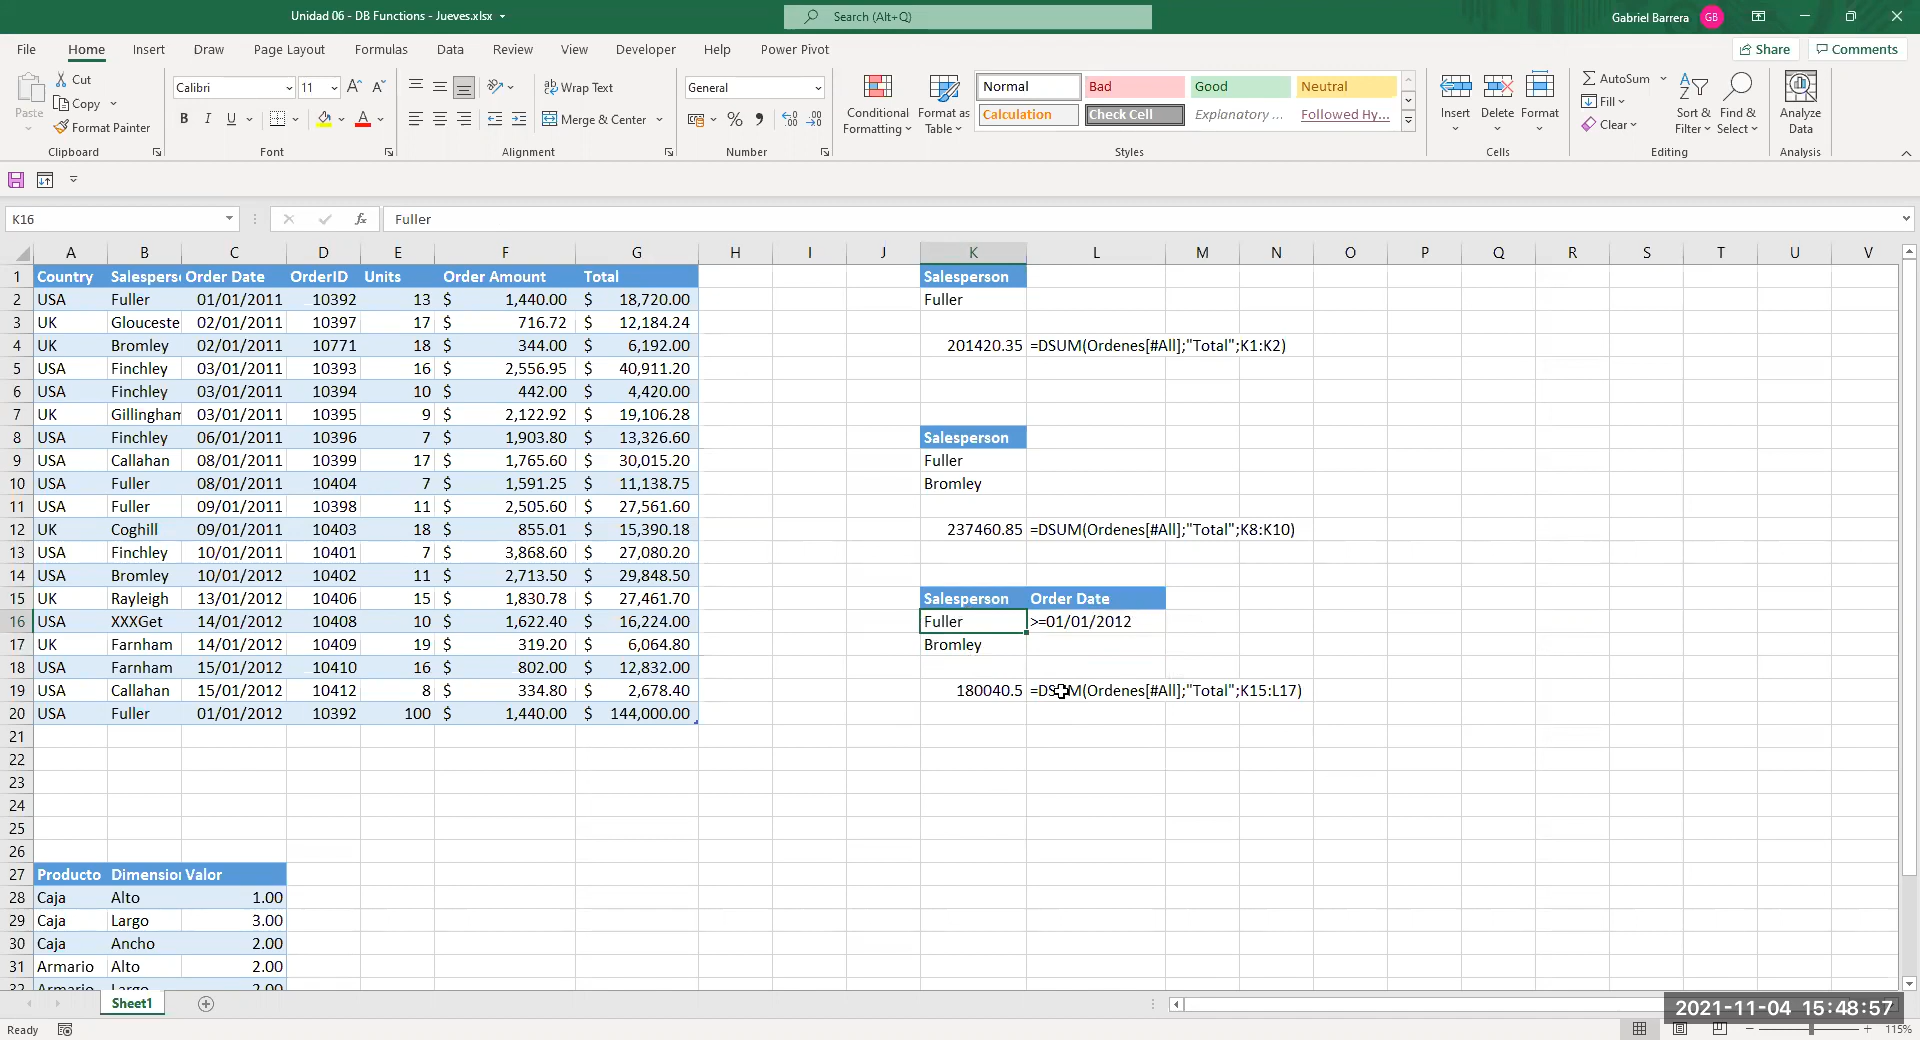 Unidad 06 - DB Functions - Jueves.xlsx
Search (Alt+Q)
Gabriel Barrera GB
File Home Insert Draw Page Layout Formulas Data Review View Developer Help Power Pivot Share Comments
Paste
Cut
Copy
Format Painter
Clipboard
Calibri 11
B I U
Font
Wrap Text
Merge & Center
Alignment
General
Number
Conditional Formatting
Format as Table
Normal Bad Good Neutral
Calculation Check Cell Explanatory ... Followed Hy...
Styles
Insert Delete Format
Cells
AutoSum
Fill
Clear
Sort & Filter
Find & Select
Editing
Analyze Data
Analysis
K16 fx Fuller
A B C D E F G H I J K L M N O P Q R S T U V
1 Country Salesperso Order Date OrderID Units Order Amount Total Salesperson
2 USA Fuller 01/01/2011 10392 13 $ 1,440.00 $ 18,720.00 Fuller
3 UK Glouceste 02/01/2011 10397 17 $ 716.72 $ 12,184.24
4 UK Bromley 02/01/2011 10771 18 $ 344.00 $ 6,192.00 201420.35 =DSUM(Ordenes[#All];"Total";K1:K2)
5 USA Finchley 03/01/2011 10393 16 $ 2,556.95 $ 40,911.20
6 USA Finchley 03/01/2011 10394 10 $ 442.00 $ 4,420.00
7 UK Gillingham 03/01/2011 10395 9 $ 2,122.92 $ 19,106.28
8 USA Finchley 06/01/2011 10396 7 $ 1,903.80 $ 13,326.60 Salesperson
9 USA Callahan 08/01/2011 10399 17 $ 1,765.60 $ 30,015.20 Fuller
10 USA Fuller 08/01/2011 10404 7 $ 1,591.25 $ 11,138.75 Bromley
11 USA Fuller 09/01/2011 10398 11 $ 2,505.60 $ 27,561.60
12 UK Coghill 09/01/2011 10403 18 $ 855.01 $ 15,390.18 237460.85 =DSUM(Ordenes[#All];"Total";K8:K10)
13 USA Finchley 10/01/2011 10401 7 $ 3,868.60 $ 27,080.20
14 USA Bromley 10/01/2012 10402 11 $ 2,713.50 $ 29,848.50
15 UK Rayleigh 13/01/2012 10406 15 $ 1,830.78 $ 27,461.70 Salesperson Order Date
16 USA XXXGet 14/01/2012 10408 10 $ 1,622.40 $ 16,224.00 Fuller >=01/01/2012
17 UK Farnham 14/01/2012 10409 19 $ 319.20 $ 6,064.80 Bromley
18 USA Farnham 15/01/2012 10410 16 $ 802.00 $ 12,832.00
19 USA Callahan 15/01/2012 10412 8 $ 334.80 $ 2,678.40 180040.5 =DSUM(Ordenes[#All];"Total";K15:L17)
20 USA Fuller 01/01/2012 10392 100 $ 1,440.00 $ 144,000.00
21
22
23
24
25
26
27 Producto Dimension Valor
28 Caja Alto 1.00
29 Caja Largo 3.00
30 Caja Ancho 2.00
31 Armario Alto 2.00
32 Armario Largo 2.00
Sheet1
2021-11-04 15:48:57
Ready 115%